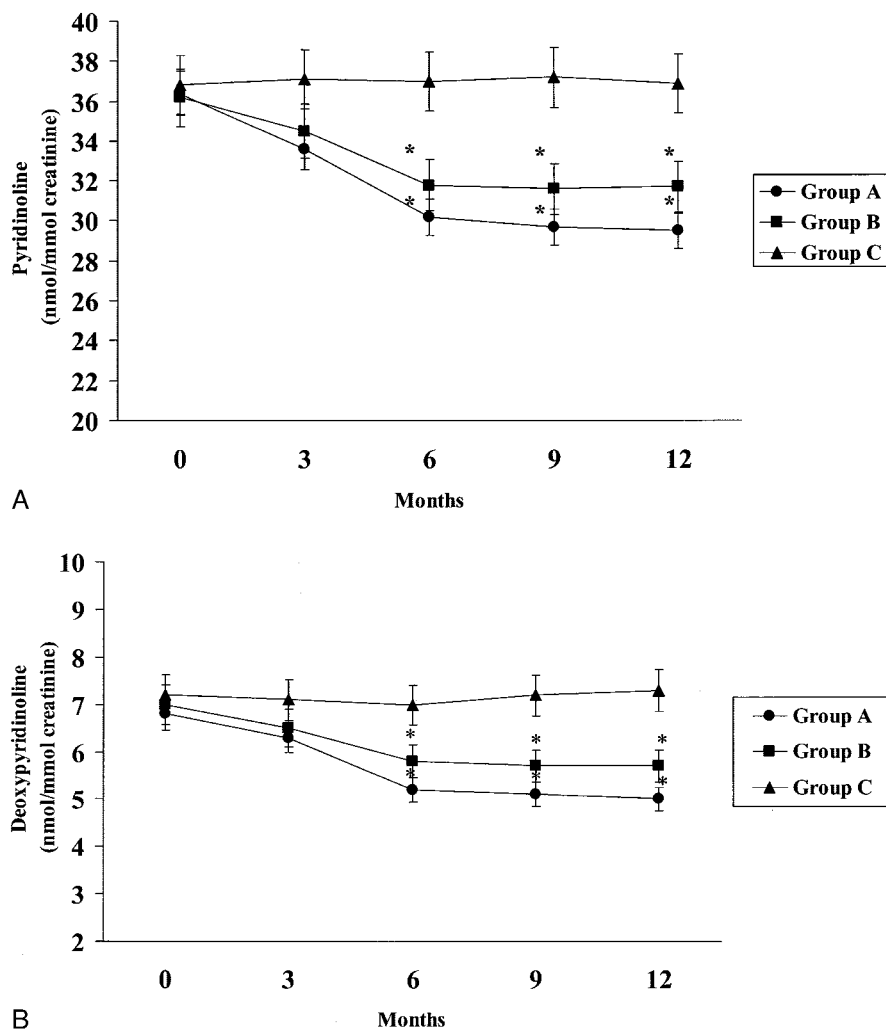 40
38
36
34
32
30
28
26
24
22
20
Pyridinoline
(nmol/mmol creatinine)
* * *
* * *
0 3 6 9 12
Months
Group A
Group B
Group C
A
10
9
8
7
6
5
4
3
2
Deoxypyridinoline
(nmol/mmol creatinine)
* * *
* * *
0 3 6 9 12
Months
Group A
Group B
Group C
B